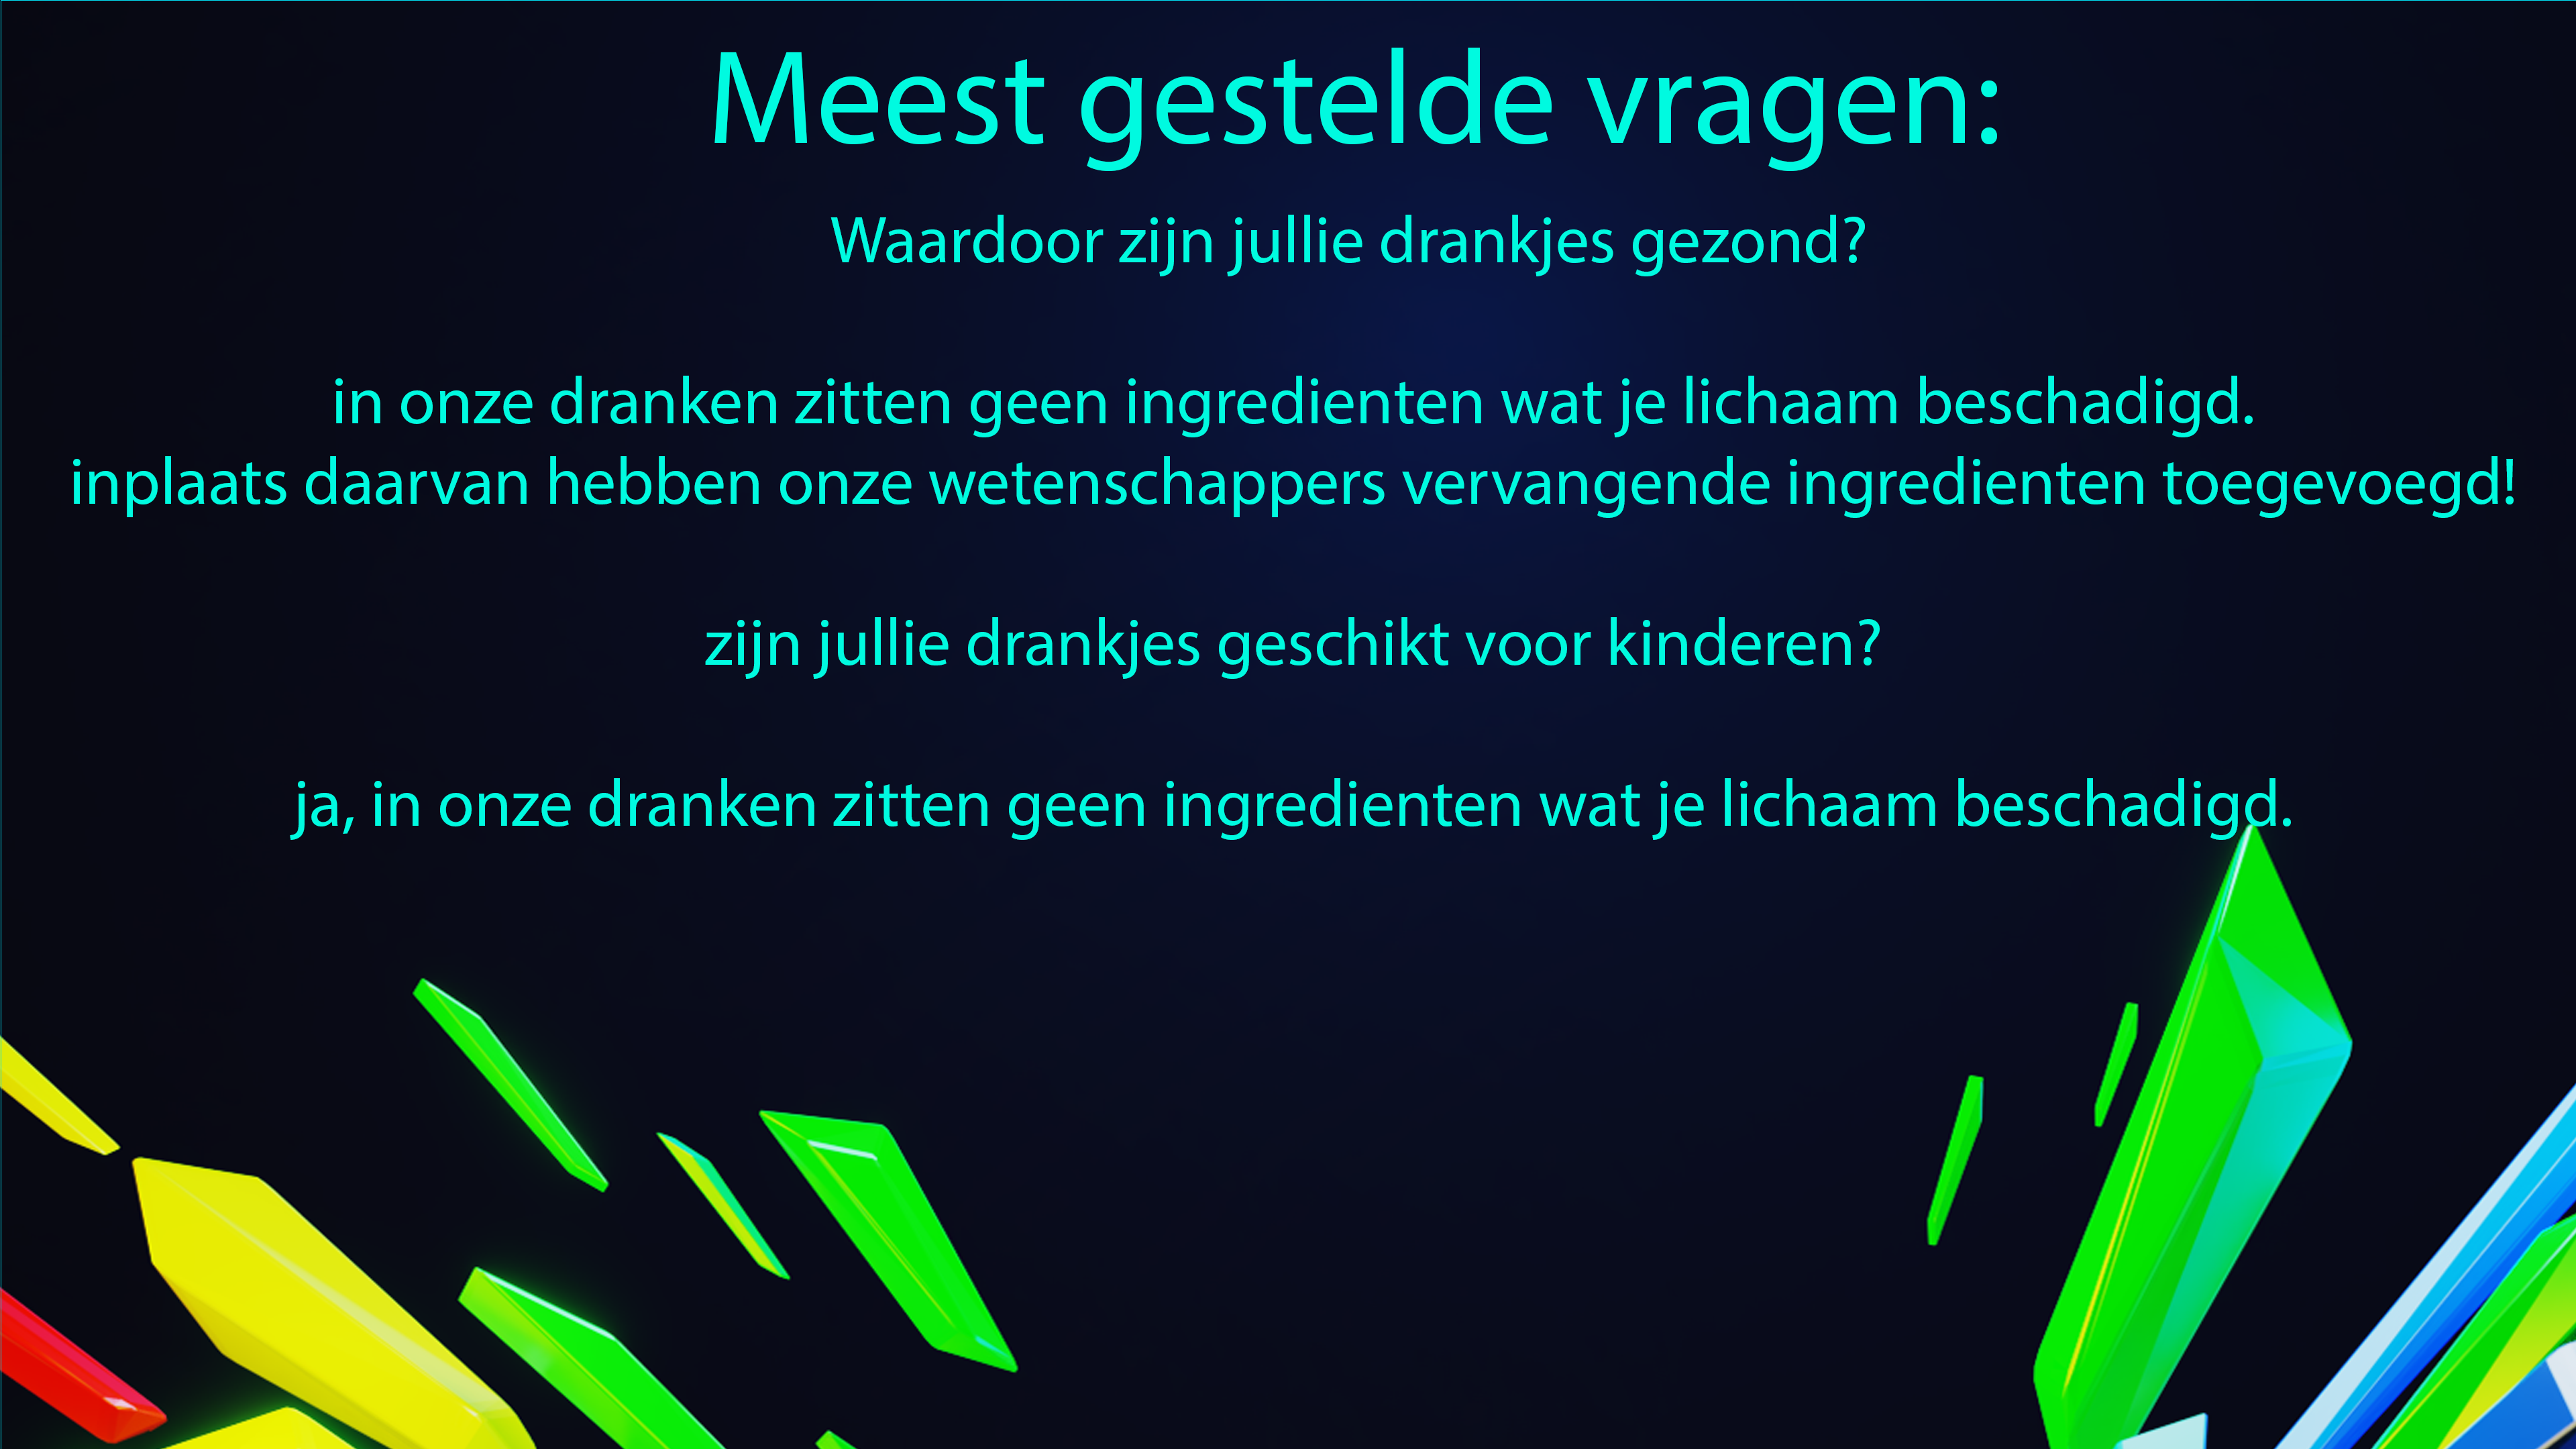 Meest gestelde vragen:
Waardoor zijn jullie drankjes gezond?
in onze dranken zitten geen ingredienten wat je lichaam beschadigd.
inplaats daarvan hebben onze wetenschappers vervangende ingredienten toegevoegd!
zijn jullie drankjes geschikt voor kinderen?
ja, in onze dranken zitten geen ingredienten wat je lichaam beschadigd.